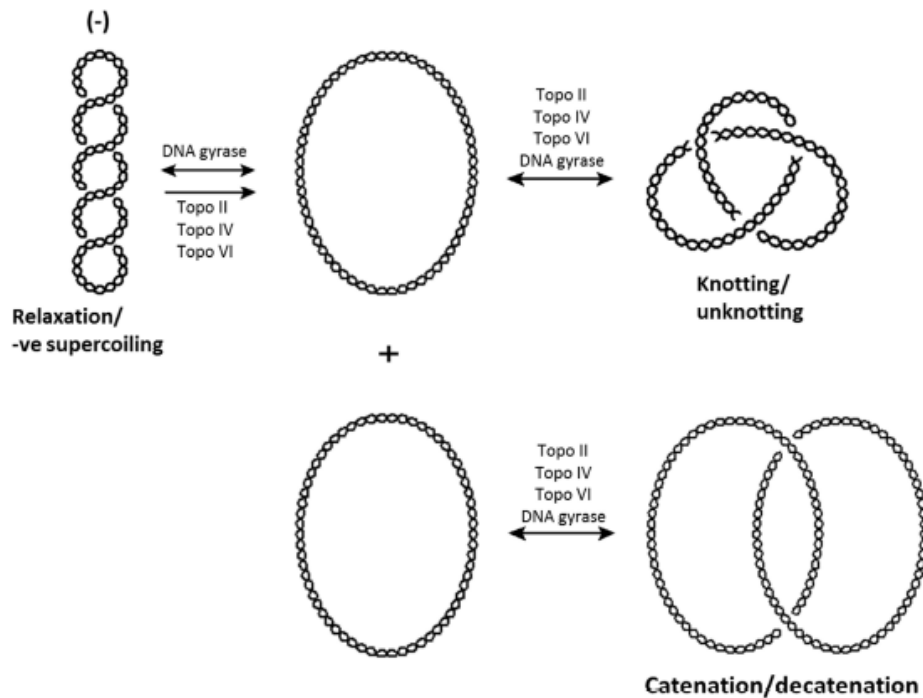 (-)
DNA gyrase
Topo II
Topo IV
Topo VI
Relaxation/
-ve supercoiling
Topo II
Topo IV
Topo VI
DNA gyrase
Knotting/
unknotting
+
Topo II
Topo IV
Topo VI
DNA gyrase
Catenation/decatenation